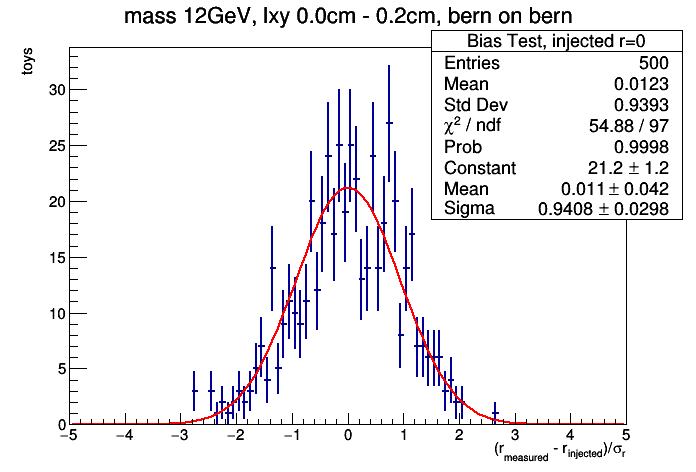 mass 12GeV, lxy 0.0cm - 0.2cm, bern on bern
toys
Bias Test, injected r=0
Entries 500
Mean 0.0123
Std Dev 0.9393
χ² / ndf 54.88 / 97
Prob 0.9998
Constant 21.2 ± 1.2
Mean 0.011 ± 0.042
Sigma 0.9408 ± 0.0298
30
25
20
15
10
5
0
−5 −4 −3 −2 −1 0 1 2 3 4 5
(r_measured - r_injected)/σ_r